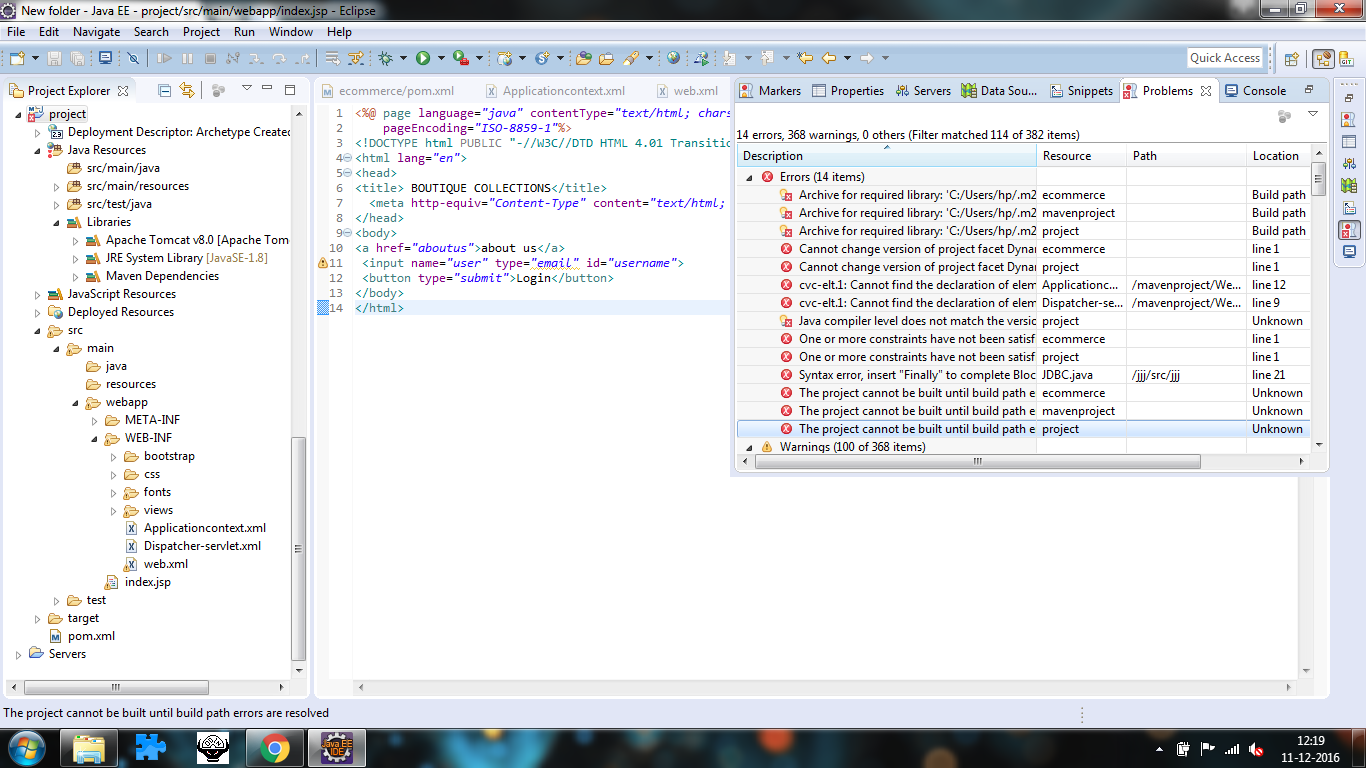 New folder - Java EE - project/src/main/webapp/index.jsp - Eclipse
File Edit Navigate Search Project Run Window Help
Quick Access
Project Explorer
project
Deployment Descriptor: Archetype Created
Java Resources
src/main/java
src/main/resources
src/test/java
Libraries
Apache Tomcat v8.0 [Apache Tom
JRE System Library [JavaSE-1.8]
Maven Dependencies
JavaScript Resources
Deployed Resources
src
main
java
resources
webapp
META-INF
WEB-INF
bootstrap
css
fonts
views
Applicationcontext.xml
Dispatcher-servlet.xml
web.xml
index.jsp
test
target
pom.xml
Servers
ecommerce/pom.xml Applicationcontext.xml web.xml
1 <%@ page language="java" contentType="text/html; chars
2 pageEncoding="ISO-8859-1"%>
3 <!DOCTYPE html PUBLIC "-//W3C//DTD HTML 4.01 Transitio
4 <html lang="en">
5 <head>
6 <title> BOUTIQUE COLLECTIONS</title>
7 <meta http-equiv="Content-Type" content="text/html;
8 </head>
9 <body>
10 <a href="aboutus">about us</a>
11 <input name="user" type="email" id="username">
12 <button type="submit">Login</button>
13 </body>
14 </html>
Markers Properties Servers Data Sou... Snippets Problems Console
14 errors, 368 warnings, 0 others (Filter matched 114 of 382 items)
Description Resource Path Location
Errors (14 items)
Archive for required library: 'C:/Users/hp/.m2 ecommerce Build path
Archive for required library: 'C:/Users/hp/.m2 mavenproject Build path
Archive for required library: 'C:/Users/hp/.m2 project Build path
Cannot change version of project facet Dynar ecommerce line 1
Cannot change version of project facet Dynar project line 1
cvc-elt.1: Cannot find the declaration of elem Applicationc... /mavenproject/We... line 12
cvc-elt.1: Cannot find the declaration of elem Dispatcher-se... /mavenproject/We... line 9
Java compiler level does not match the versic project Unknown
One or more constraints have not been satisf ecommerce line 1
One or more constraints have not been satisf project line 1
Syntax error, insert "Finally" to complete Bloc JDBC.java /jjj/src/jjj line 21
The project cannot be built until build path e ecommerce Unknown
The project cannot be built until build path e mavenproject Unknown
The project cannot be built until build path e project Unknown
Warnings (100 of 368 items)
The project cannot be built until build path errors are resolved
Java EE
IDE
12:19
11-12-2016